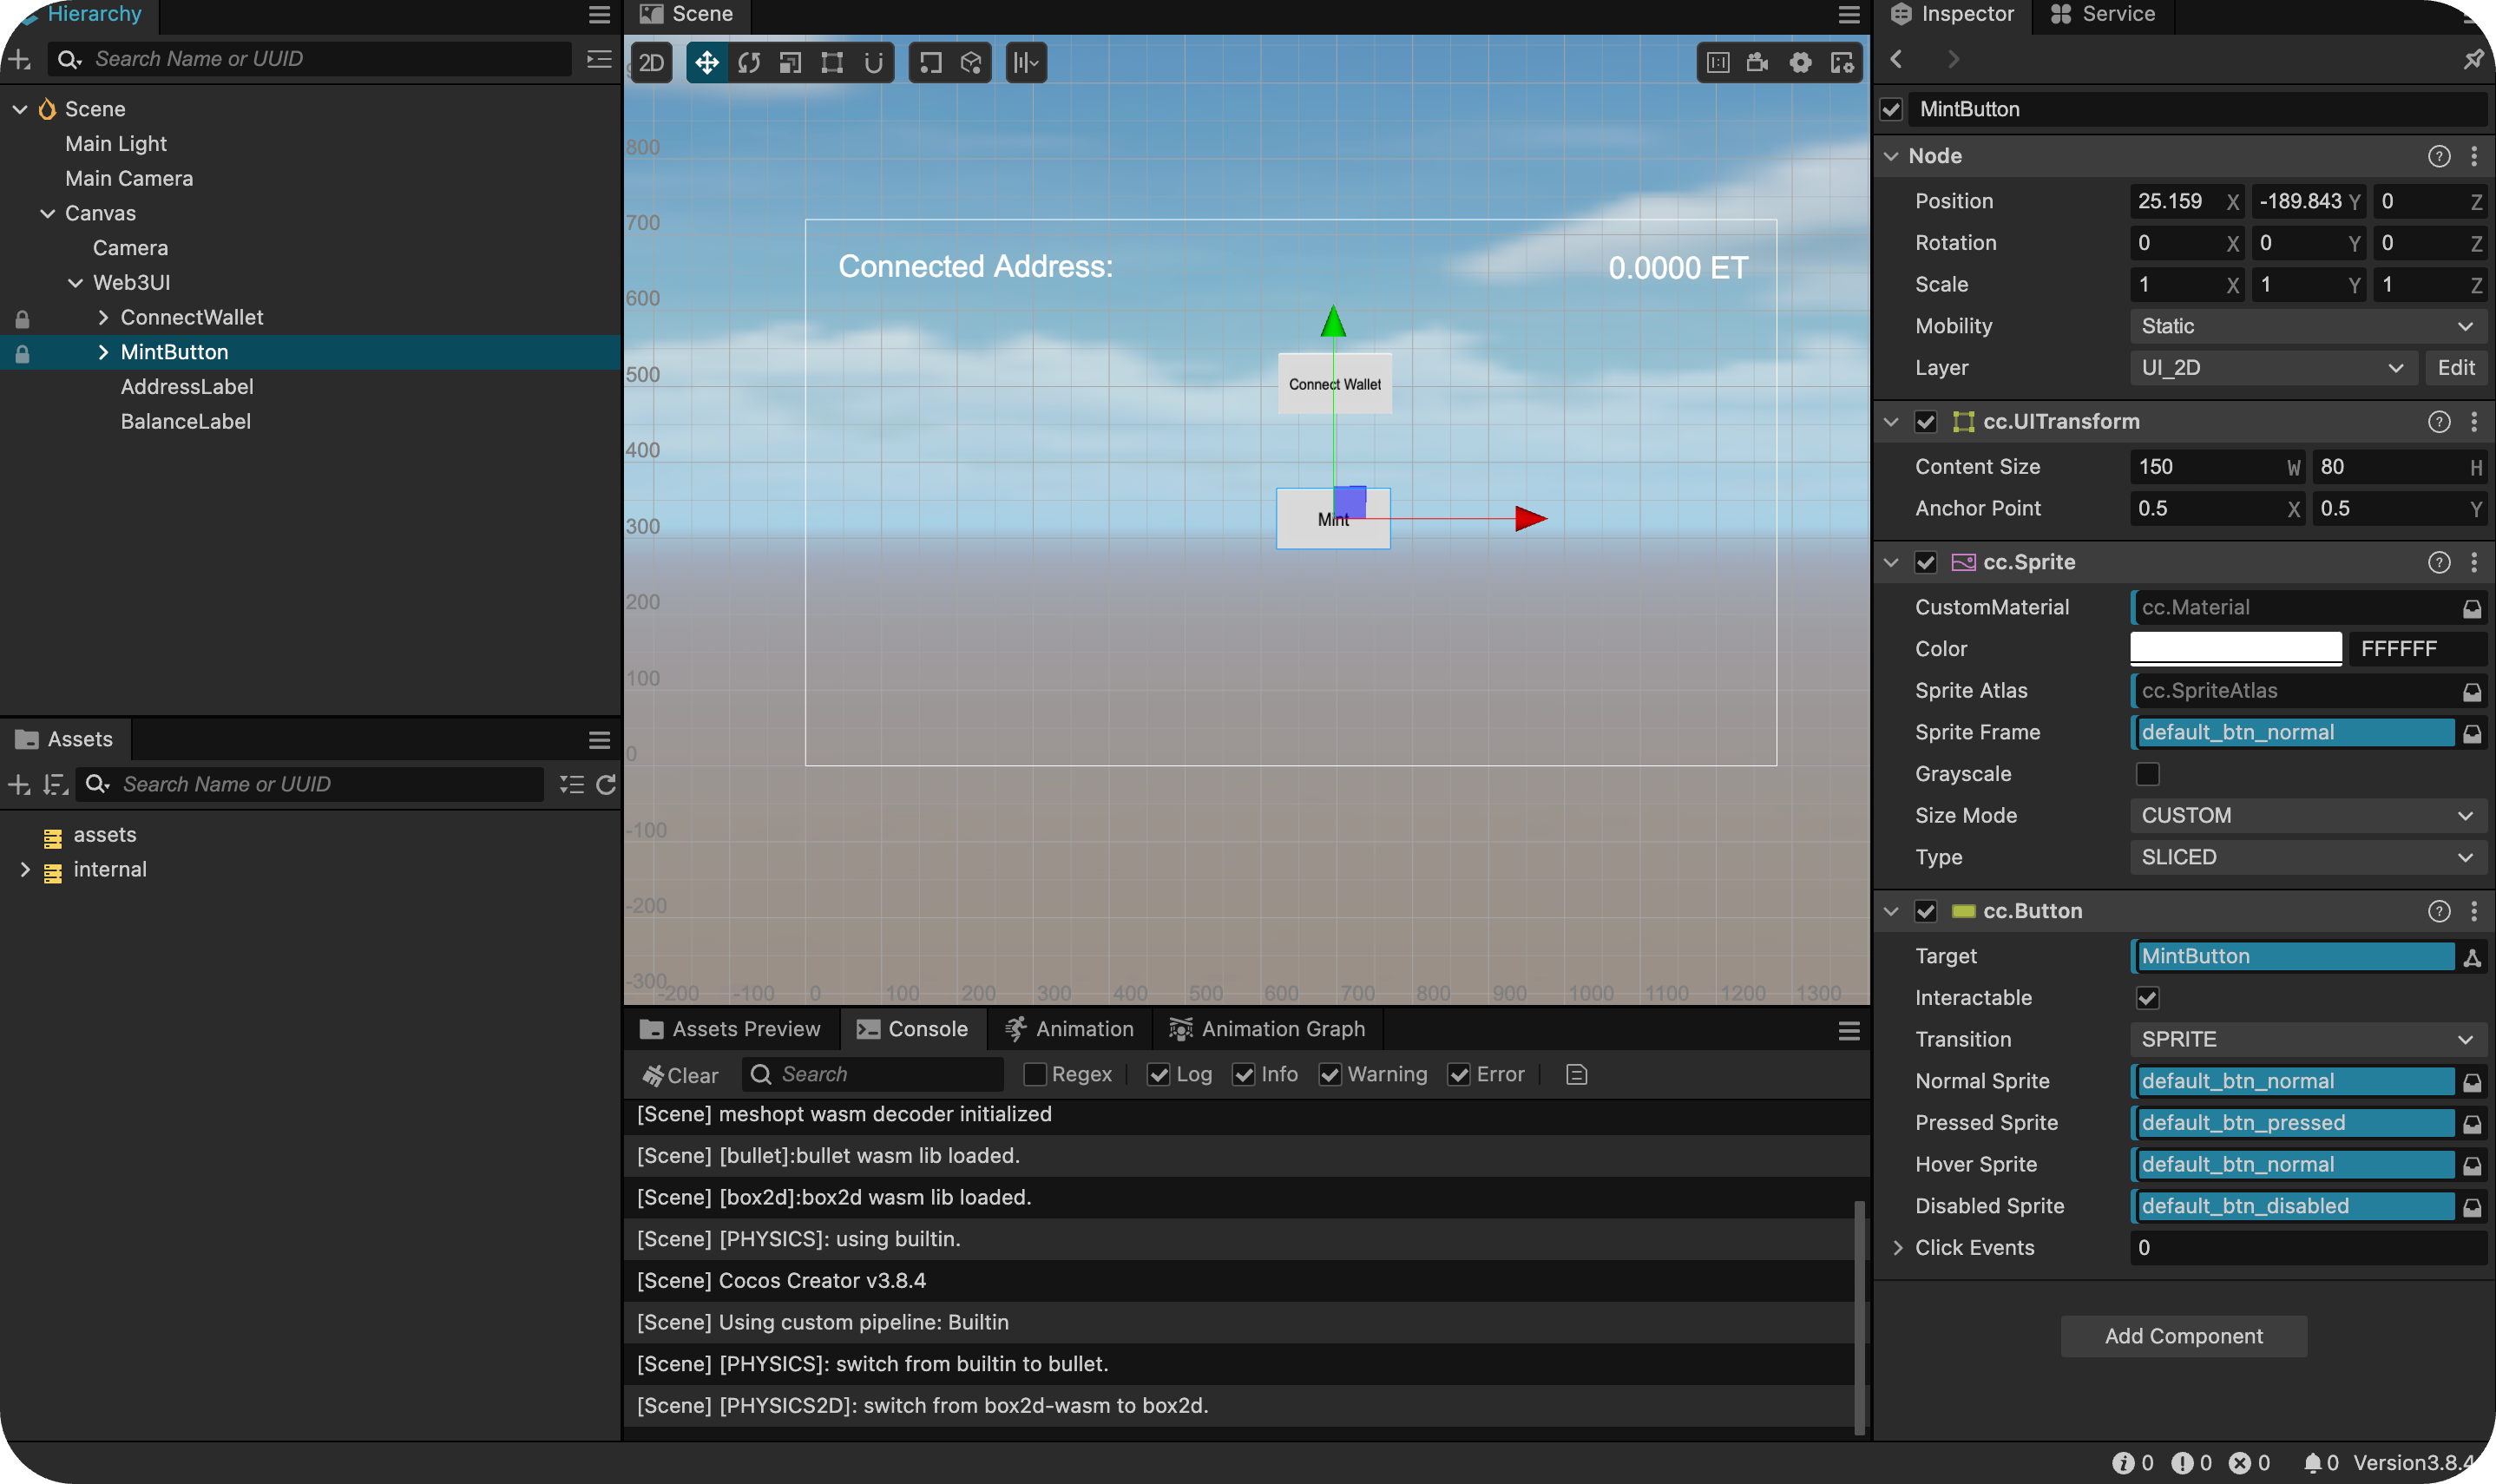 Hierarchy
Search Name or UUID
Scene
Main Light
Main Camera
Canvas
Camera
Web3UI
ConnectWallet
MintButton
AddressLabel
BalanceLabel
Assets
Search Name or UUID
assets
internal
Scene
2D
800
700
600
500
400
300
200
100
0
-100
-200
-300
-200 -100 0 100 200 300 400 500 600 700 800 900 1000 1100 1200 1300
Connected Address:
0.0000 ET
Connect Wallet
Mint
Assets Preview Console Animation Animation Graph
Clear Search Regex Log Info Warning Error
[Scene] meshopt wasm decoder initialized
[Scene] [bullet]:bullet wasm lib loaded.
[Scene] [box2d]:box2d wasm lib loaded.
[Scene] [PHYSICS]: using builtin.
[Scene] Cocos Creator v3.8.4
[Scene] Using custom pipeline: Builtin
[Scene] [PHYSICS]: switch from builtin to bullet.
[Scene] [PHYSICS2D]: switch from box2d-wasm to box2d.
Inspector Service
MintButton
Node
Position 25.159 X -189.843 Y 0 Z
Rotation 0 X 0 Y 0 Z
Scale 1 X 1 Y 1 Z
Mobility Static
Layer UI_2D Edit
cc.UITransform
Content Size 150 W 80 H
Anchor Point 0.5 X 0.5 Y
cc.Sprite
CustomMaterial cc.Material
Color FFFFFF
Sprite Atlas cc.SpriteAtlas
Sprite Frame default_btn_normal
Grayscale
Size Mode CUSTOM
Type SLICED
cc.Button
Target MintButton
Interactable
Transition SPRITE
Normal Sprite default_btn_normal
Pressed Sprite default_btn_pressed
Hover Sprite default_btn_normal
Disabled Sprite default_btn_disabled
Click Events 0
Add Component
0 0 0 0 Version3.8.4